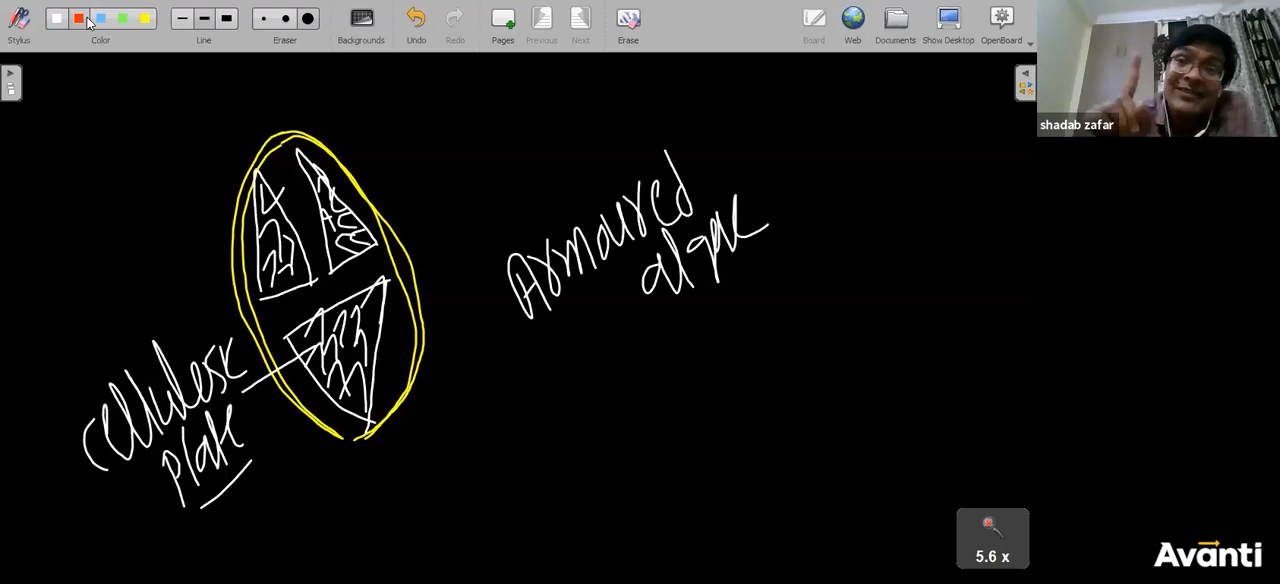 Stylus
Color
Line
Eraser
Backgrounds
Undo
Redo
Pages
Previous
Next
Erase
Board
Web
Documents
Show Desktop
OpenBoard
shadab zafar
Armoured
algae
Cellulose
plate
5.6 x
Avanti